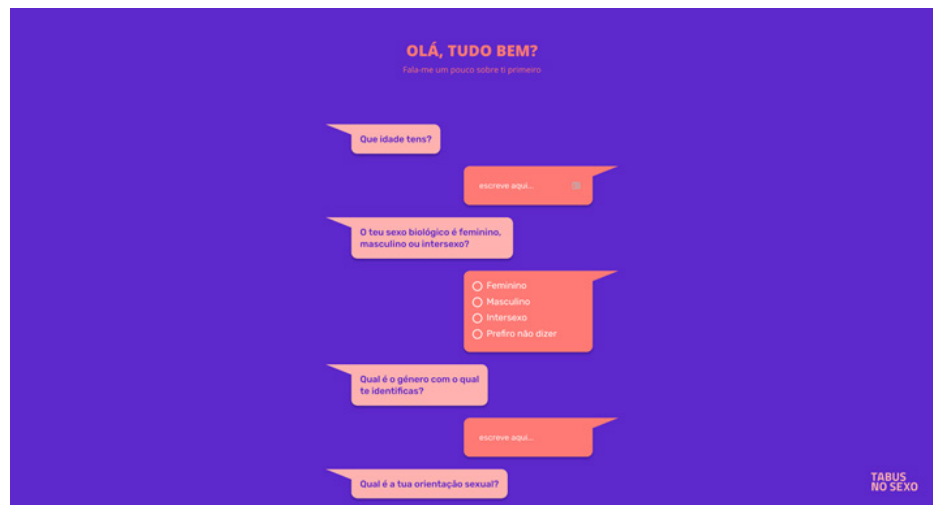 OLÁ, TUDO BEM?
Fala-me um pouco sobre ti primeiro
Que idade tens?
escreve aqui...
O teu sexo biológico é feminino,
masculino ou intersexo?
Feminino
Masculino
Intersexo
Prefiro não dizer
Qual é o género com o qual
te identificas?
escreve aqui...
Qual é a tua orientação sexual?
TABUS
NO SEXO